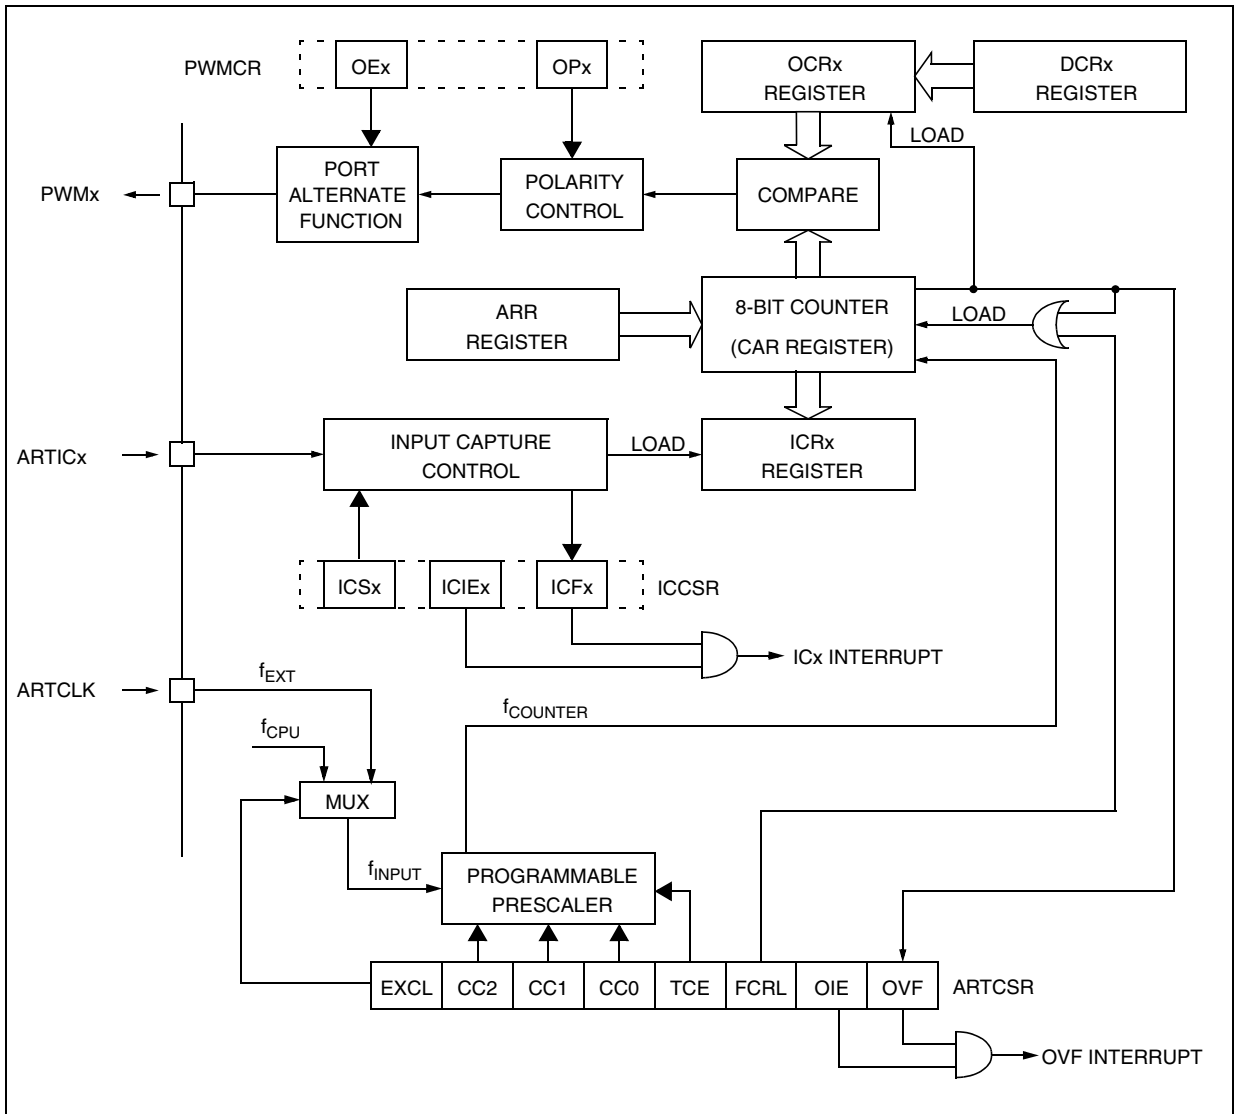 PWMCR
OEx
OPx
OCRx
REGISTER
DCRx
REGISTER
LOAD
PWMx
PORT
ALTERNATE
FUNCTION
POLARITY
CONTROL
COMPARE
ARR
REGISTER
8-BIT COUNTER
(CAR REGISTER)
LOAD
ARTICx
INPUT CAPTURE
CONTROL
LOAD
ICRx
REGISTER
ICSx
ICIEx
ICFx
ICCSR
ICx INTERRUPT
ARTCLK
fEXT
fCPU
fCOUNTER
MUX
fINPUT
PROGRAMMABLE
PRESCALER
EXCL
CC2
CC1
CC0
TCE
FCRL
OIE
OVF
ARTCSR
OVF INTERRUPT